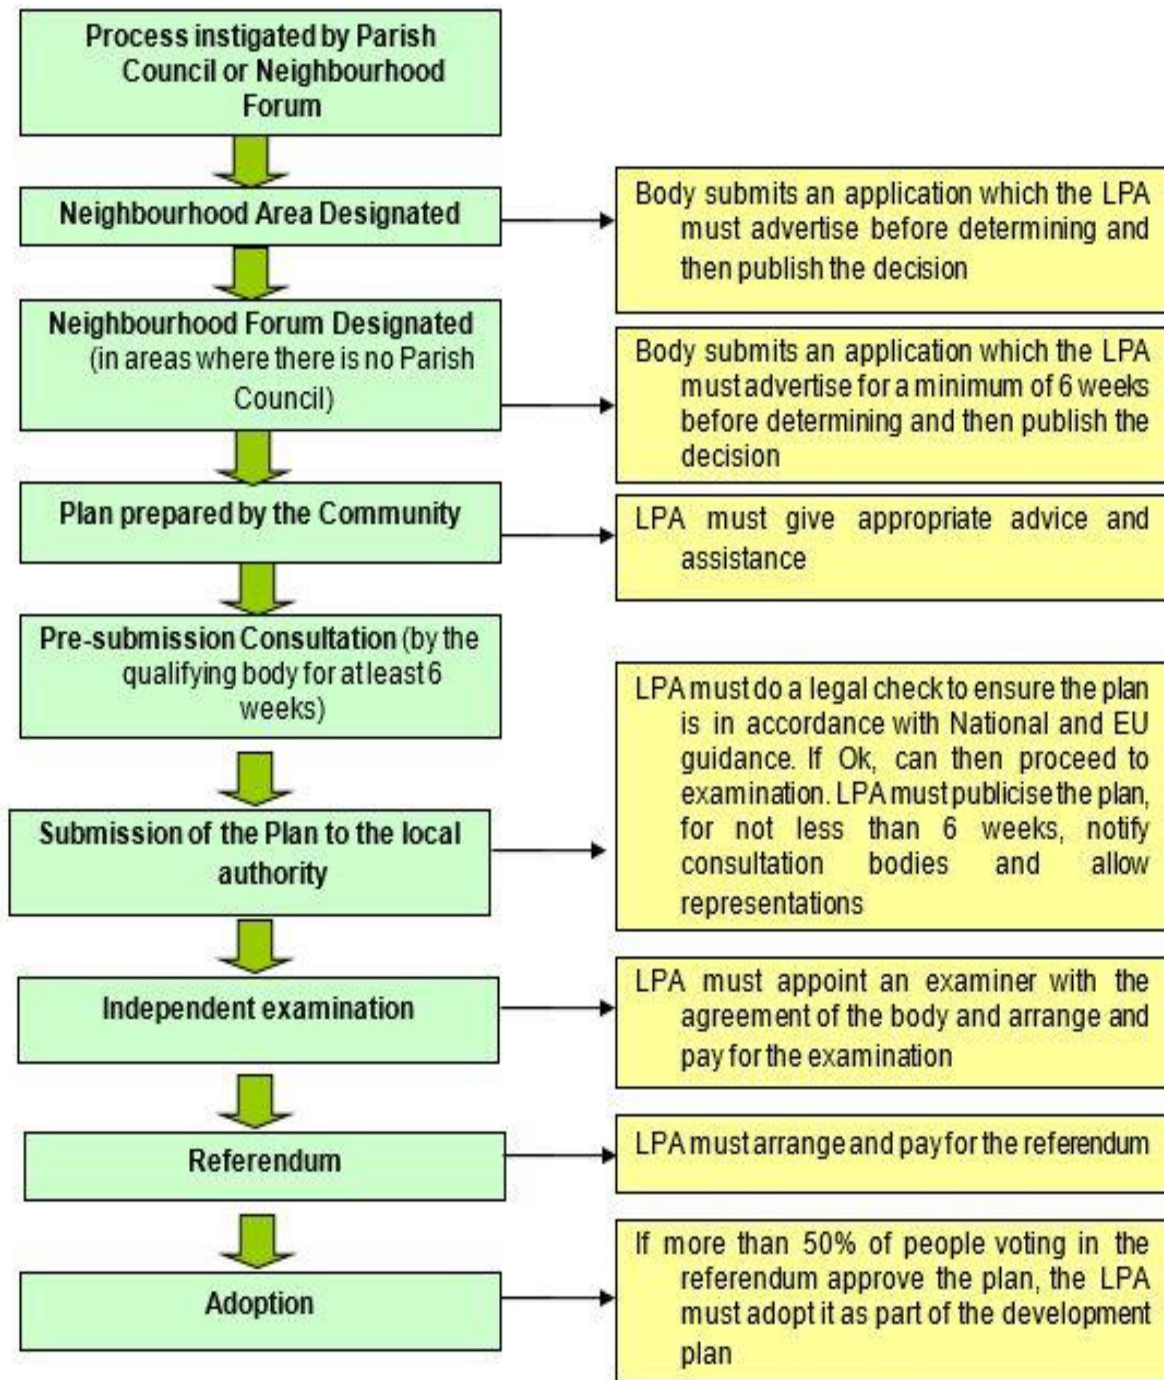 Process instigated by Parish
Council or Neighbourhood
Forum
Neighbourhood Area Designated
Body submits an application which the LPA
must advertise before determining and
then publish the decision
Neighbourhood Forum Designated
(in areas where there is no Parish
Council)
Body submits an application which the LPA
must advertise for a minimum of 6 weeks
before determining and then publish the
decision
Plan prepared by the Community
LPA must give appropriate advice and
assistance
Pre-submission Consultation (by the
qualifying body for at least 6
weeks)
Submission of the Plan to the local
authority
LPA must do a legal check to ensure the plan
is in accordance with National and EU
guidance. If Ok, can then proceed to
examination. LPA must publicise the plan,
for not less than 6 weeks, notify
consultation bodies and allow
representations
Independent examination
LPA must appoint an examiner with the
agreement of the body and arrange and
pay for the examination
Referendum
LPA must arrange and pay for the referendum
Adoption
If more than 50% of people voting in the
referendum approve the plan, the LPA
must adopt it as part of the development
plan